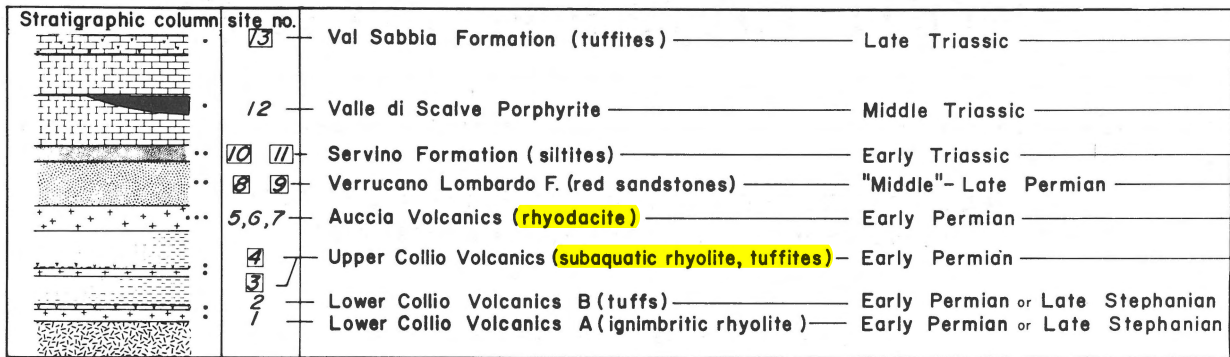 Stratigraphic column site no.
13 Val Sabbia Formation (tuffites) Late Triassic
12 Valle di Scalve Porphyrite Middle Triassic
10 11 Servino Formation (siltites) Early Triassic
8 9 Verrucano Lombardo F. (red sandstones) "Middle"- Late Permian
5,6,7 Auccia Volcanics (rhyodacite) Early Permian
4 Upper Collio Volcanics (subaquatic rhyolite, tuffites) Early Permian
3
2 Lower Collio Volcanics B (tuffs) Early Permian or Late Stephanian
1 Lower Collio Volcanics A (ignimbritic rhyolite) Early Permian or Late Stephanian